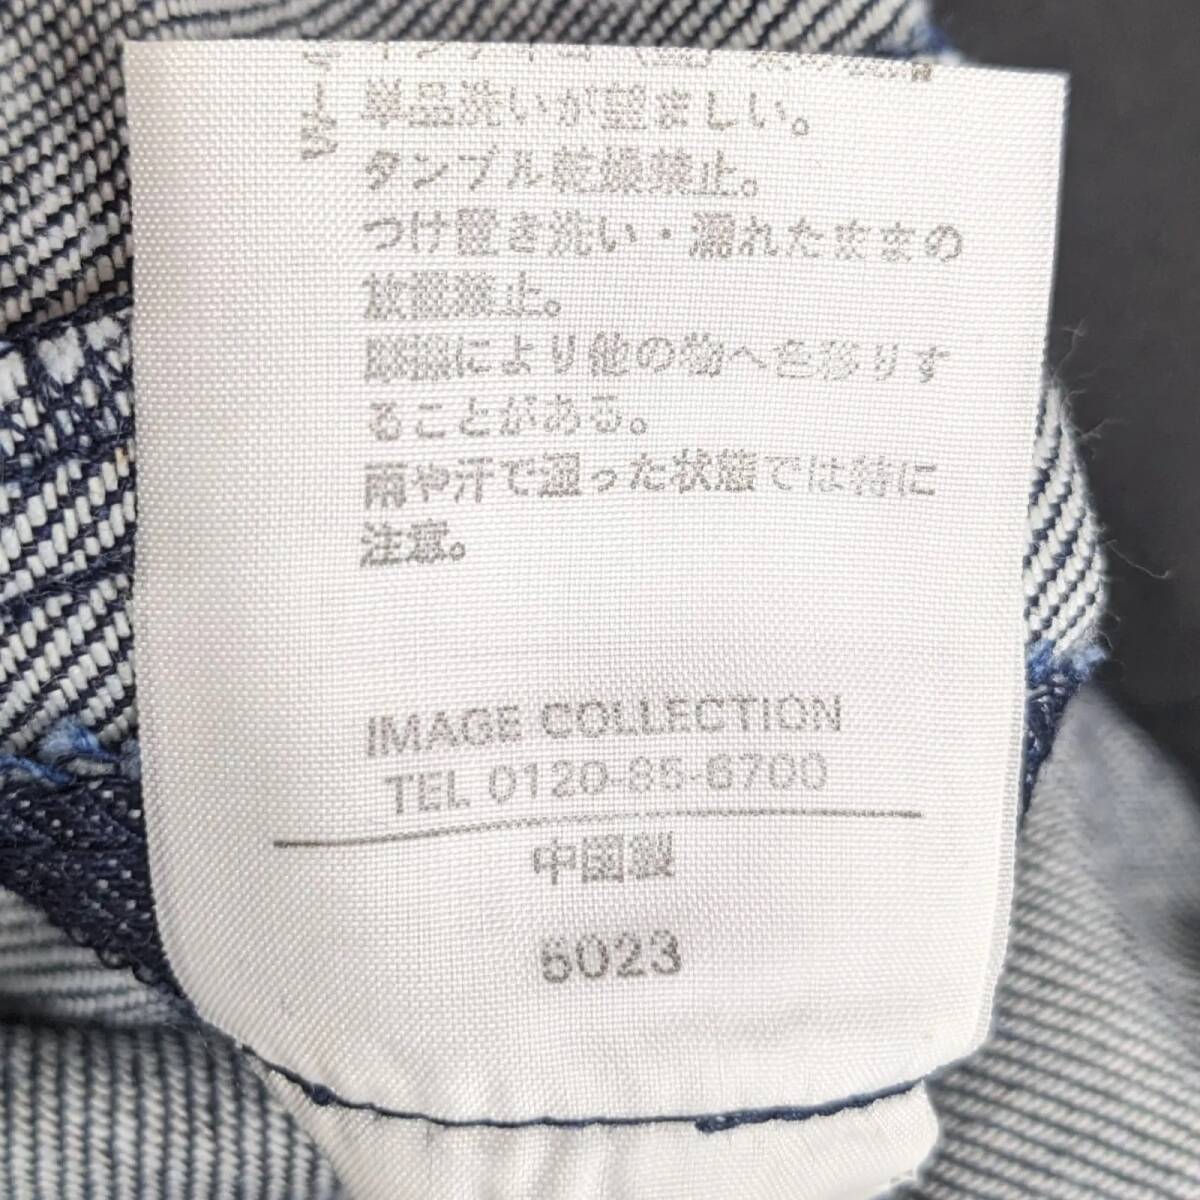 単品洗いが望ましい。
タンブル乾燥禁止。
つけ置き洗い・濡れたままの
放置禁止。
摩擦により他の物へ色移りす
ることがある。
雨や汗で湿った状態では特に
注意。
IMAGE COLLECTION
TEL 0120-85-6700
中国製
5023